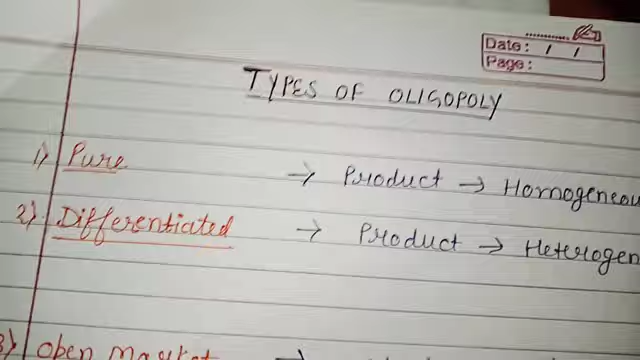 Date: / /
Page:
TYPES OF OLIGOPOLY
1) Pure → Product → Homogeneou
2) Differentiated → Product → Heterogen
3) Open Market →